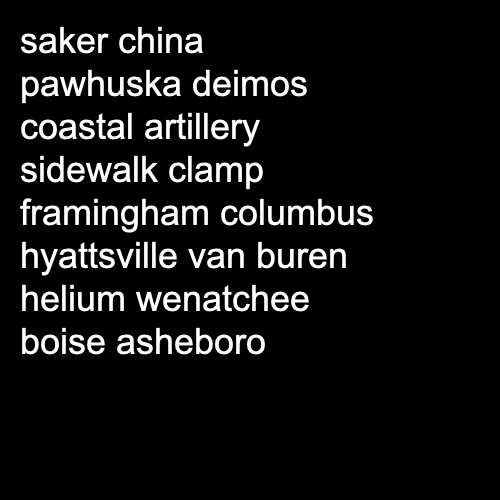 saker china
pawhuska deimos
coastal artillery
sidewalk clamp
framingham columbus
hyattsville van buren
helium wenatchee
boise asheboro